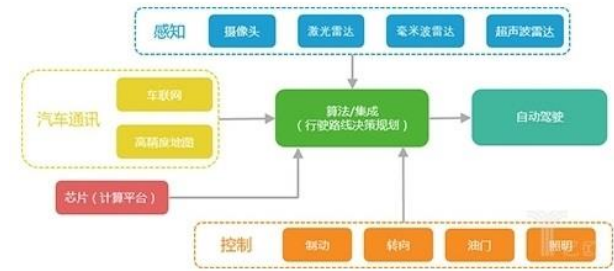 感知
摄像头
激光雷达
毫米波雷达
超声波雷达
汽车通讯
车联网
高精度地图
算法/集成
(行驶路线决策规划)
自动驾驶
芯片(计算平台)
控制
制动
转向
油门
照明